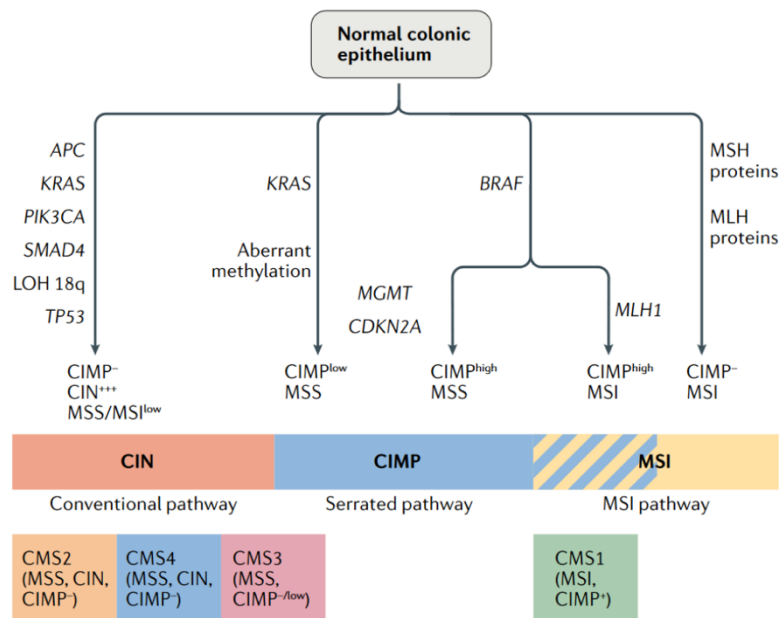 Normal colonic
epithelium
APC
KRAS
PIK3CA
SMAD4
LOH 18q
TP53
KRAS
Aberrant
methylation
BRAF
MGMT
CDKN2A
MLH1
MSH
proteins
MLH
proteins
CIMP⁻
CIN⁺⁺⁺
MSS/MSIˡᵒʷ
CIMPˡᵒʷ
MSS
CIMPʰⁱᵍʰ
MSS
CIMPʰⁱᵍʰ
MSI
CIMP⁻
MSI
CIN
CIMP
MSI
Conventional pathway
Serrated pathway
MSI pathway
CMS2
(MSS, CIN,
CIMP⁻)
CMS4
(MSS, CIN,
CIMP⁻)
CMS3
(MSS,
CIMP⁻ᐟˡᵒʷ)
CMS1
(MSI,
CIMP⁺)